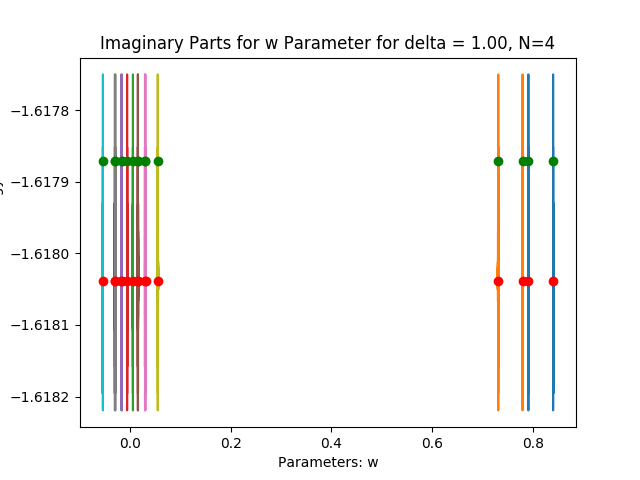 Imaginary Parts for w Parameter for delta = 1.00, N=4
−1.6178
−1.6179
−1.6180
−1.6181
−1.6182
0.0 0.2 0.4 0.6 0.8
Parameters: w